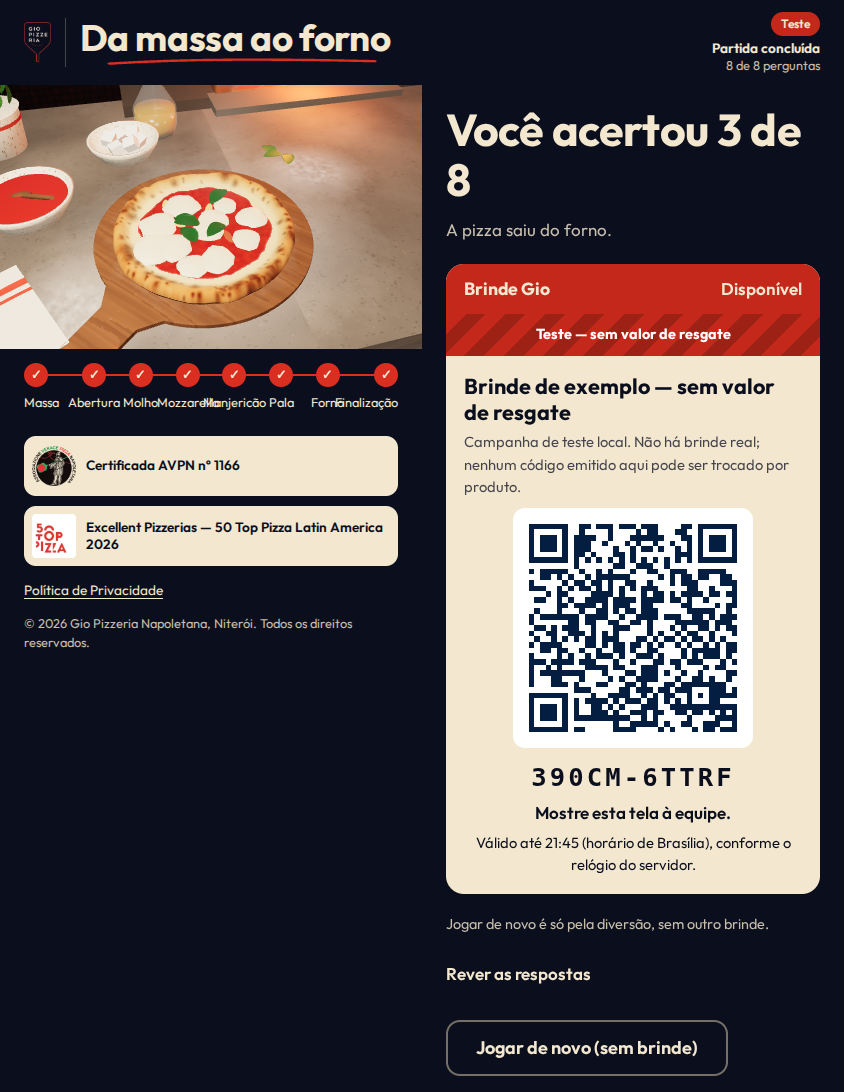 GIO
PIZZE
RIA
Da massa ao forno
Teste
Partida concluída
8 de 8 perguntas
Você acertou 3 de
8
A pizza saiu do forno.
Brinde Gio
Disponível
Teste — sem valor de resgate
Brinde de exemplo — sem valor
de resgate
Campanha de teste local. Não há brinde real;
nenhum código emitido aqui pode ser trocado por
produto.
390CM-6TTRF
Mostre esta tela à equipe.
Válido até 21:45 (horário de Brasília), conforme o
relógio do servidor.
Jogar de novo é só pela diversão, sem outro brinde.
Rever as respostas
Jogar de novo (sem brinde)
Massa Abertura Molho Mozzarella Manjericão Pala Forno Finalização
Certificada AVPN nº 1166
50
TOP
PIZZA
Excellent Pizzerias — 50 Top Pizza Latin America
2026
Política de Privacidade
© 2026 Gio Pizzeria Napoletana, Niterói. Todos os direitos
reservados.